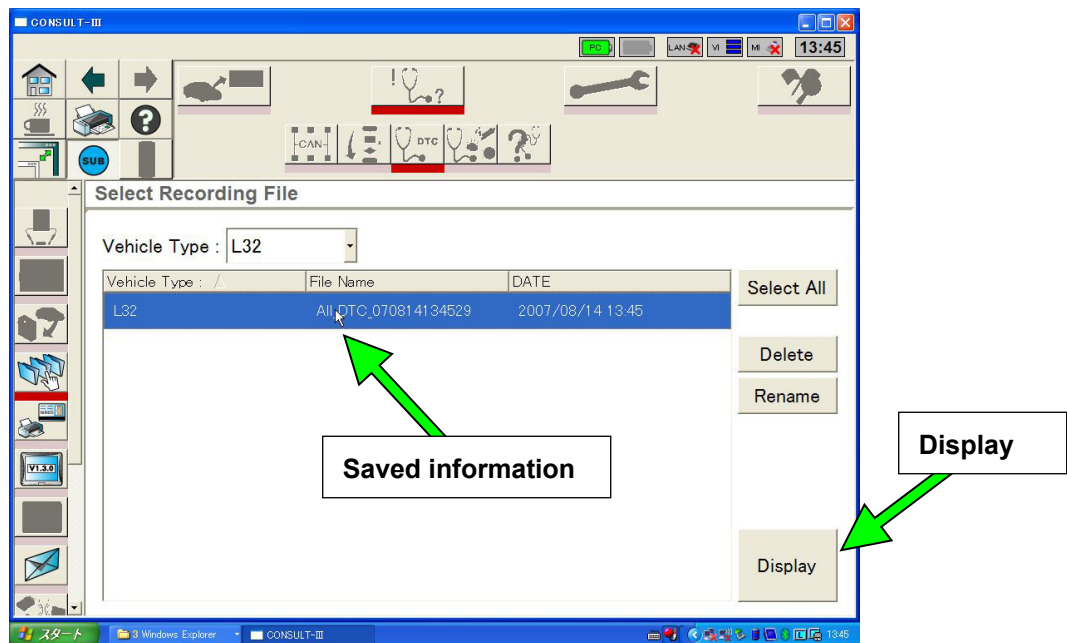 CONSULT-III
PC
LAN
VI
MI
13:45
!
?
?
SUB
CAN
DTC
?
Select Recording File
Vehicle Type : L32
Vehicle Type :
File Name
DATE
L32
All_DTC_070814134529
2007/08/14 13:45
Select All
Delete
Rename
Display
V1.3.0
Saved information
Display
スタート
3 Windows Explorer
CONSULT-III
13:45